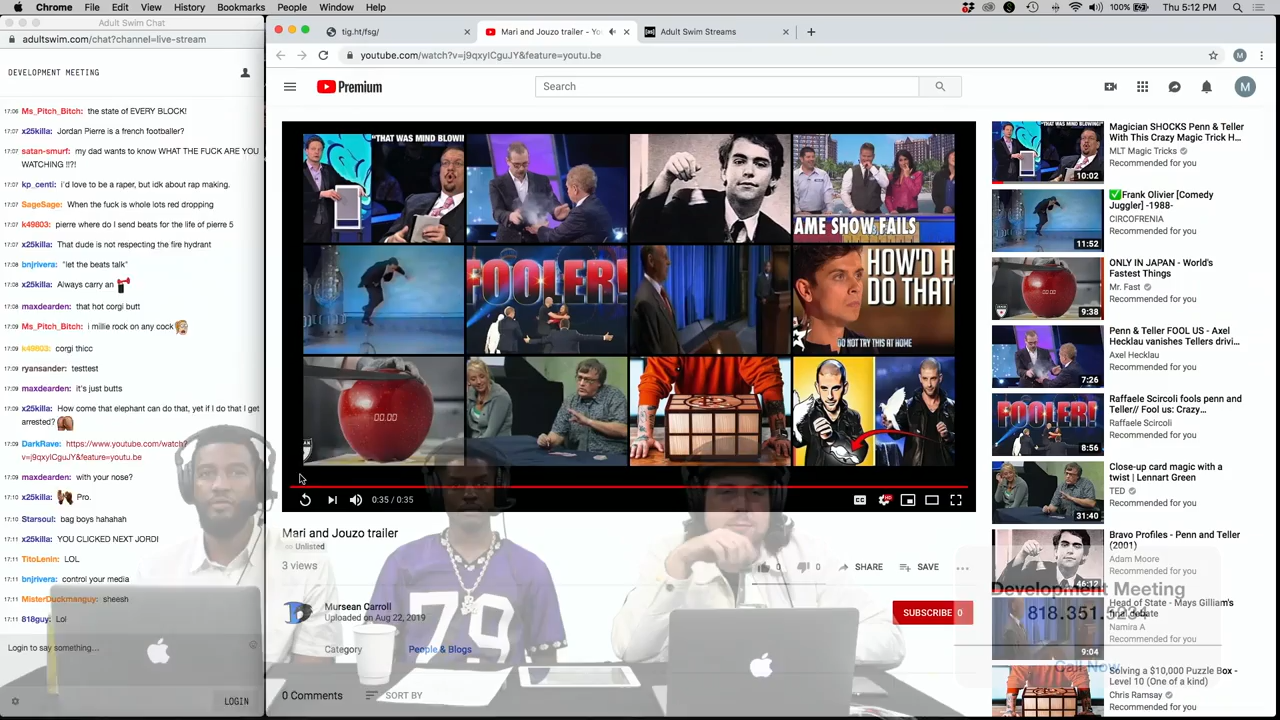 Chrome File Edit View History Bookmarks People Window Help
100% Thu 5:12 PM
Adult Swim Chat
adultswim.com/chat?channel=live-stream
DEVELOPMENT MEETING
17:06 Ms_Pitch_Bitch: the state of EVERY BLOCK!
17:07 x25killa: Jordan Pierre is a french footballer?
17:07 satan-smurf: my dad wants to know WHAT THE FUCK ARE YOU
WATCHING !!?!
17:07 kp_centi: i'd love to be a raper, but idk about rap making.
17:07 SageSage: When the fuck is whole lots red dropping
17:07 k49803: pierre where do I send beats for the life of pierre 5
17:07 x25killa: That dude is not respecting the fire hydrant
17:08 bnjrivera: "let the beats talk"
17:08 x25killa: Always carry an
17:08 maxdearden: that hot corgi butt
17:09 Ms_Pitch_Bitch: i millie rock on any cock
17:09 k49803: corgi thicc
17:09 ryansander: testtest
17:09 maxdearden: it's just butts
17:09 x25killa: How come that elephant can do that, yet if I do that I get
arrested?
17:09 DarkRave: https://www.youtube.com/watch?
v=j9qxyICguJY&feature=youtu.be
17:09 maxdearden: with your nose?
17:10 x25killa: Pro.
17:10 Starsoul: bag boys hahahah
17:11 x25killa: YOU CLICKED NEXT JORDI
17:11 TitoLenin: LOL
17:11 bnjrivera: control your media
17:11 MisterDuckmanguy: sheesh
17:11 818guy: Lol
Login to say something...
LOGIN
tig.ht/fsg/
Mari and Jouzo trailer - Yo
Adult Swim Streams
youtube.com/watch?v=j9qxyICguJY&feature=youtu.be
M
Premium
Search
M
"THAT WAS MIND BLOWIN
AME SHOW FAILS
FOOLER!
HOW'D H
DO THAT
DO NOT TRY THIS AT HOME
00:00
0:35 / 0:35
CC
HD
Mari and Jouzo trailer
Unlisted
3 views
0
0
SHARE
SAVE
Mursean Carroll
Uploaded on Aug 22, 2019
SUBSCRIBE 0
Category People & Blogs
0 Comments SORT BY
79
Magician SHOCKS Penn & Teller
With This Crazy Magic Trick H...
MLT Magic Tricks
Recommended for you
10:02
Frank Olivier [Comedy
Juggler] -1988-
CIRCOFRENIA
Recommended for you
11:52
ONLY IN JAPAN - World's
Fastest Things
Mr. Fast
Recommended for you
9:38
Penn & Teller FOOL US - Axel
Hecklau vanishes Tellers drivi...
Axel Hecklau
Recommended for you
7:26
Raffaele Scircoli fools penn and
Teller// Fool us: Crazy...
Raffaele Scircoli
Recommended for you
FOOLER!
8:56
Close-up card magic with a
twist | Lennart Green
TED
Recommended for you
31:40
Bravo Profiles - Penn and Teller
(2001)
Adam Moore
Recommended for you
46:12
Development Meeting
818.351.5234
Call Now
Head of State - Mays Gilliam's
final debate
Namira A
Recommended for you
9:04
Solving a $10,000 Puzzle Box -
Level 10 (One of a kind)
Chris Ramsay
Recommended for you